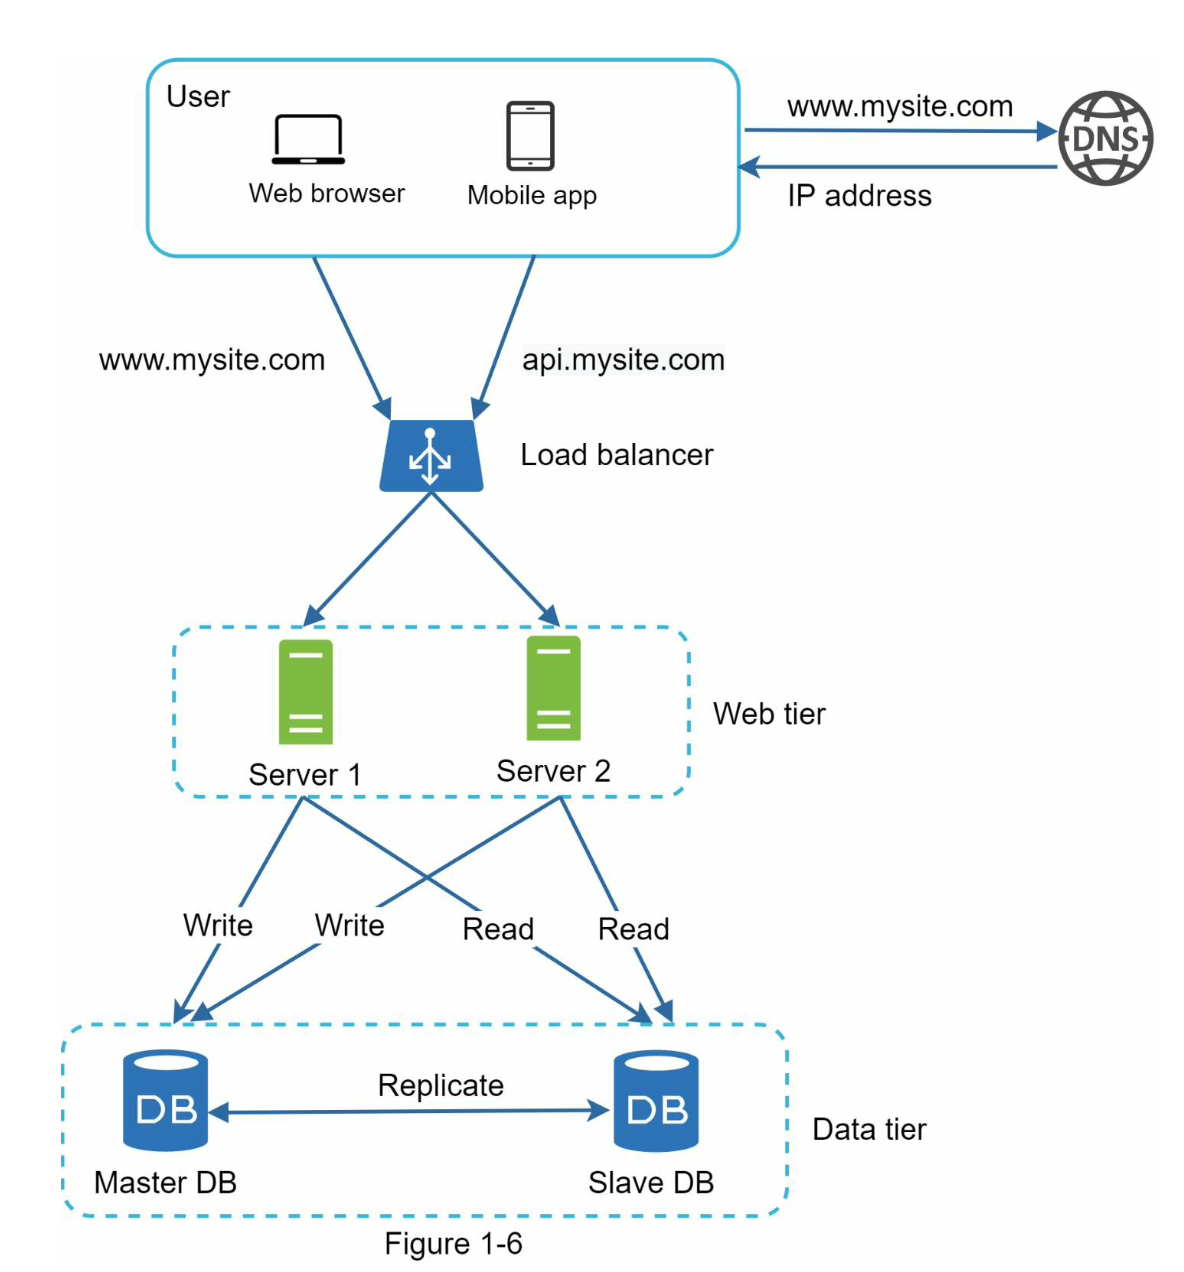 User
Web browser
Mobile app
www.mysite.com
DNS
IP address
www.mysite.com
api.mysite.com
Load balancer
Web tier
Server 1
Server 2
Write
Write
Read
Read
Replicate
DB
DB
Data tier
Master DB
Slave DB
Figure 1-6